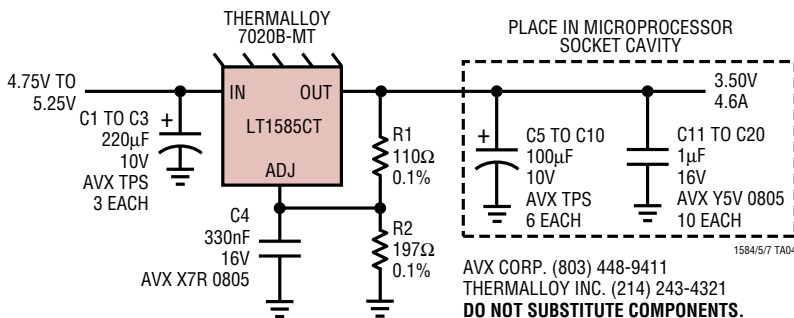 THERMALLOY
7020B-MT
PLACE IN MICROPROCESSOR
SOCKET CAVITY
4.75V TO
5.25V
IN
OUT
LT1585CT
ADJ
3.50V
4.6A
C1 TO C3
+
220µF
10V
AVX TPS
3 EACH
R1
110Ω
0.1%
+
C5 TO C10
100µF
10V
AVX TPS
6 EACH
C11 TO C20
1µF
16V
AVX Y5V 0805
10 EACH
C4
330nF
16V
AVX X7R 0805
R2
197Ω
0.1%
1584/5/7 TA04
AVX CORP. (803) 448-9411
THERMALLOY INC. (214) 243-4321
DO NOT SUBSTITUTE COMPONENTS.